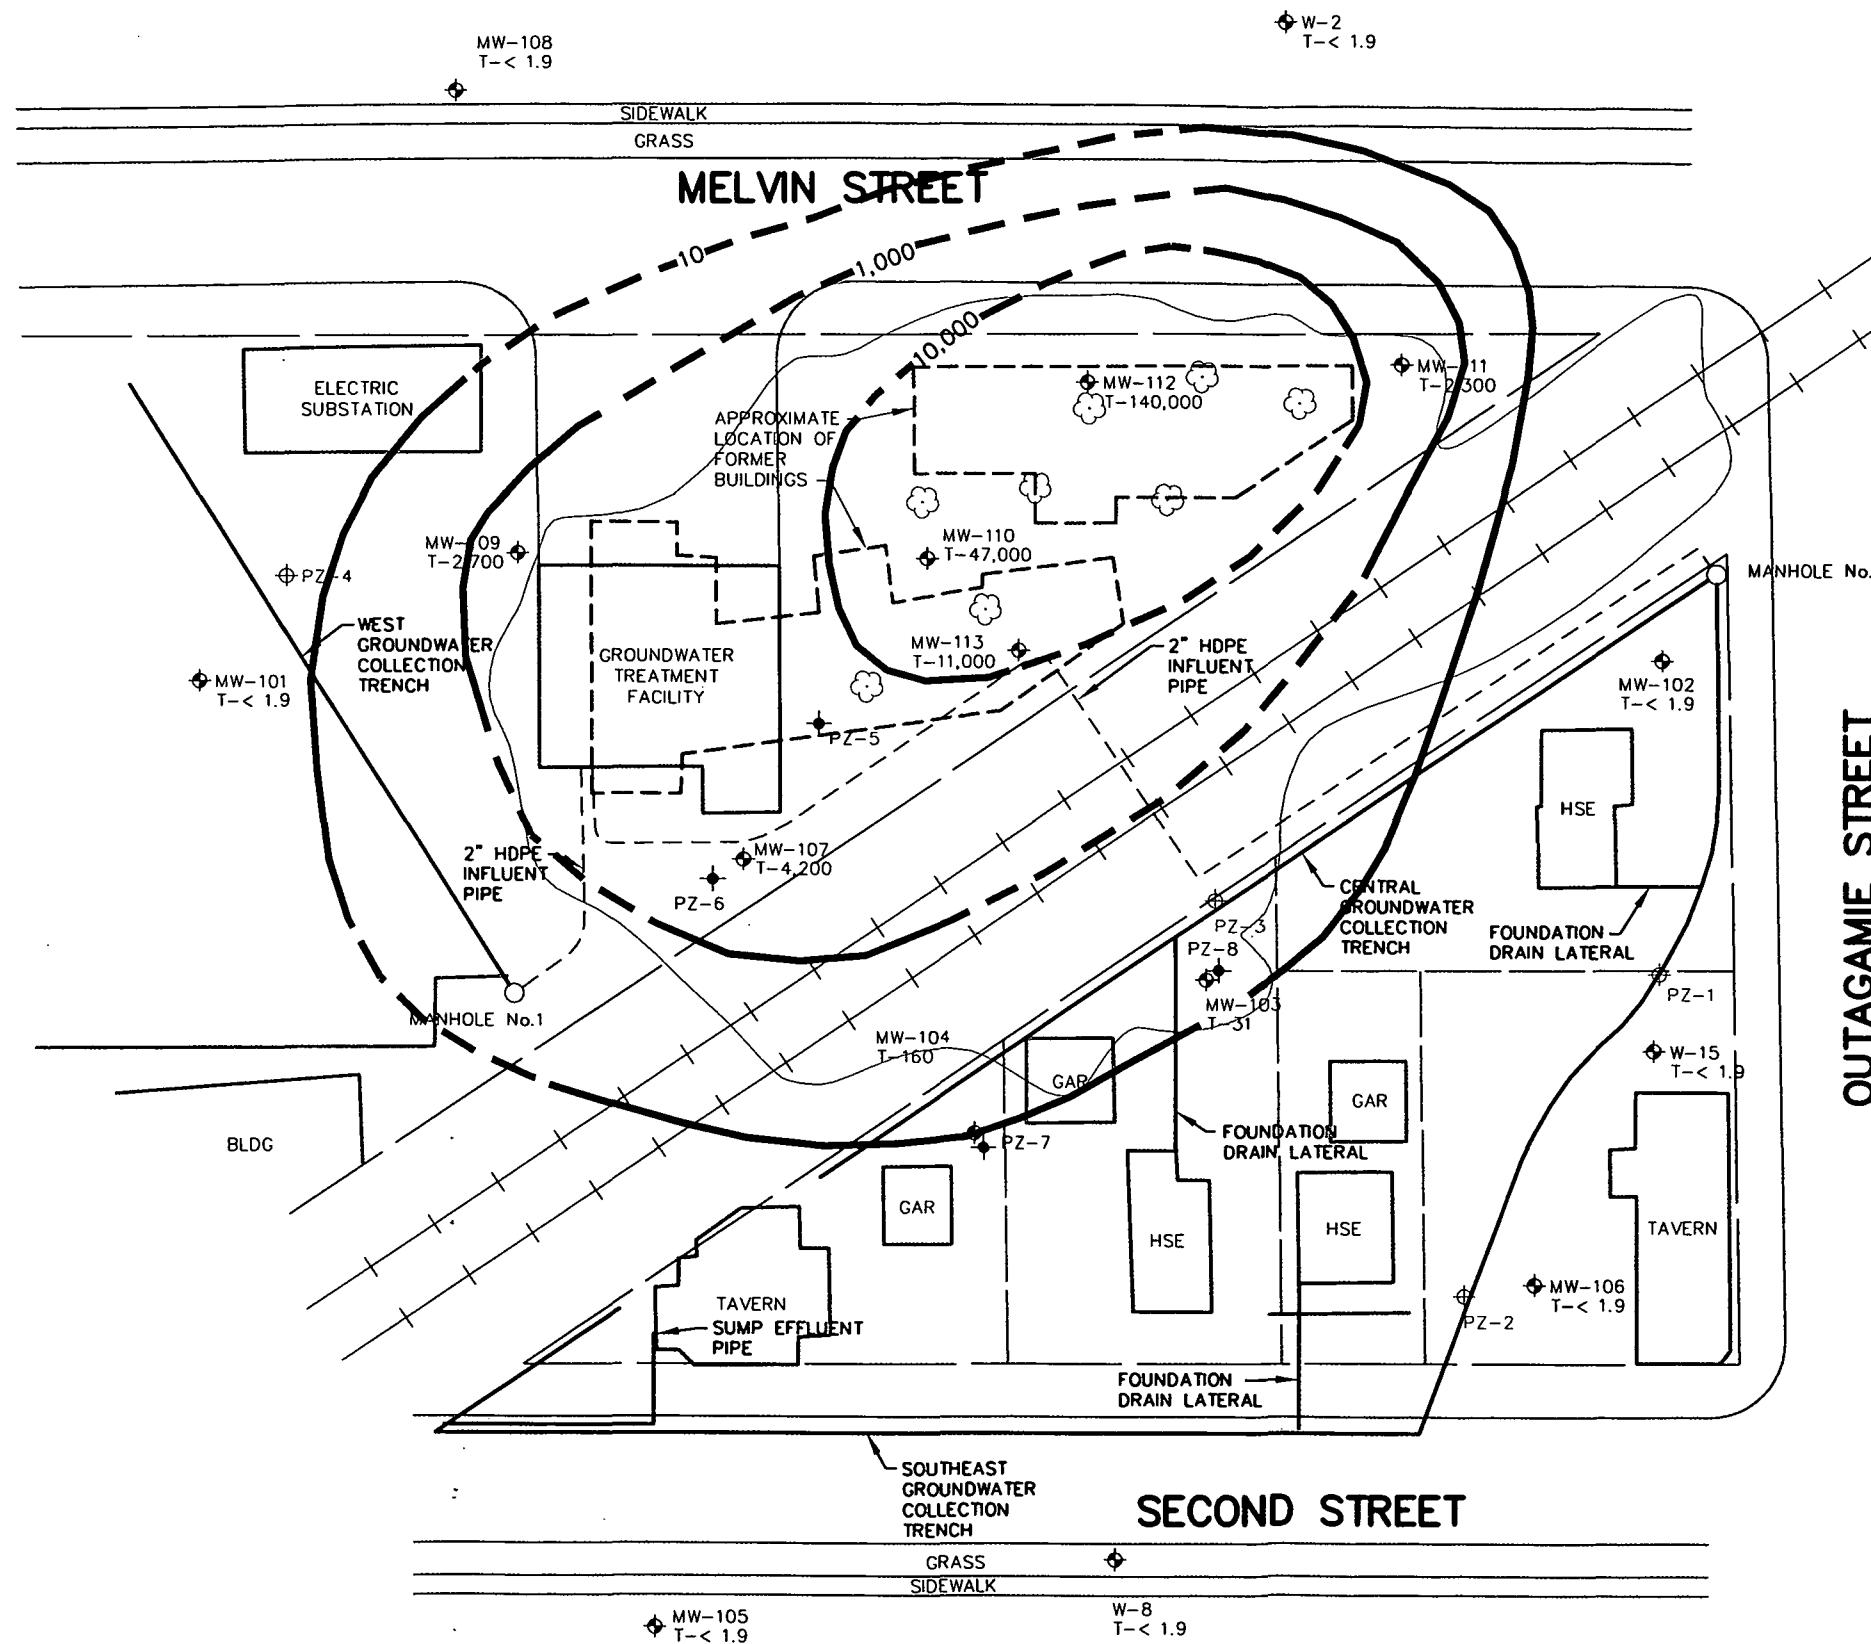 MW-108
T-< 1.9
W-2
T-< 1.9
SIDEWALK
GRASS
MELVIN STREET
10
1,000
10,000
ELECTRIC
SUBSTATION
MW-112
T-140,000
MW-111
T-2,300
APPROXIMATE
LOCATION OF
FORMER
BUILDINGS
MW-109
T-2,700
MW-110
T-47,000
PZ-4
MANHOLE No.
WEST
GROUNDWATER
COLLECTION
TRENCH
GROUNDWATER
TREATMENT
FACILITY
MW-113
T-11,000
2" HDPE
INFLUENT
PIPE
MW-101
T-< 1.9
MW-102
T-< 1.9
PZ-5
HSE
OUTAGAMIE STREET
2" HDPE
INFLUENT
PIPE
MW-107
T-4,200
PZ-6
CENTRAL
GROUNDWATER
COLLECTION
TRENCH
PZ-3
PZ-8
FOUNDATION
DRAIN LATERAL
PZ-1
MW-103
T-31
MANHOLE No.1
MW-104
T-160
W-15
T-< 1.9
GAR
GAR
BLDG
PZ-7
FOUNDATION
DRAIN LATERAL
GAR
HSE
HSE
TAVERN
MW-106
T-< 1.9
PZ-2
TAVERN
SUMP EFFLUENT
PIPE
FOUNDATION
DRAIN LATERAL
SOUTHEAST
GROUNDWATER
COLLECTION
TRENCH
SECOND STREET
GRASS
SIDEWALK
MW-105
T-< 1.9
W-8
T-< 1.9